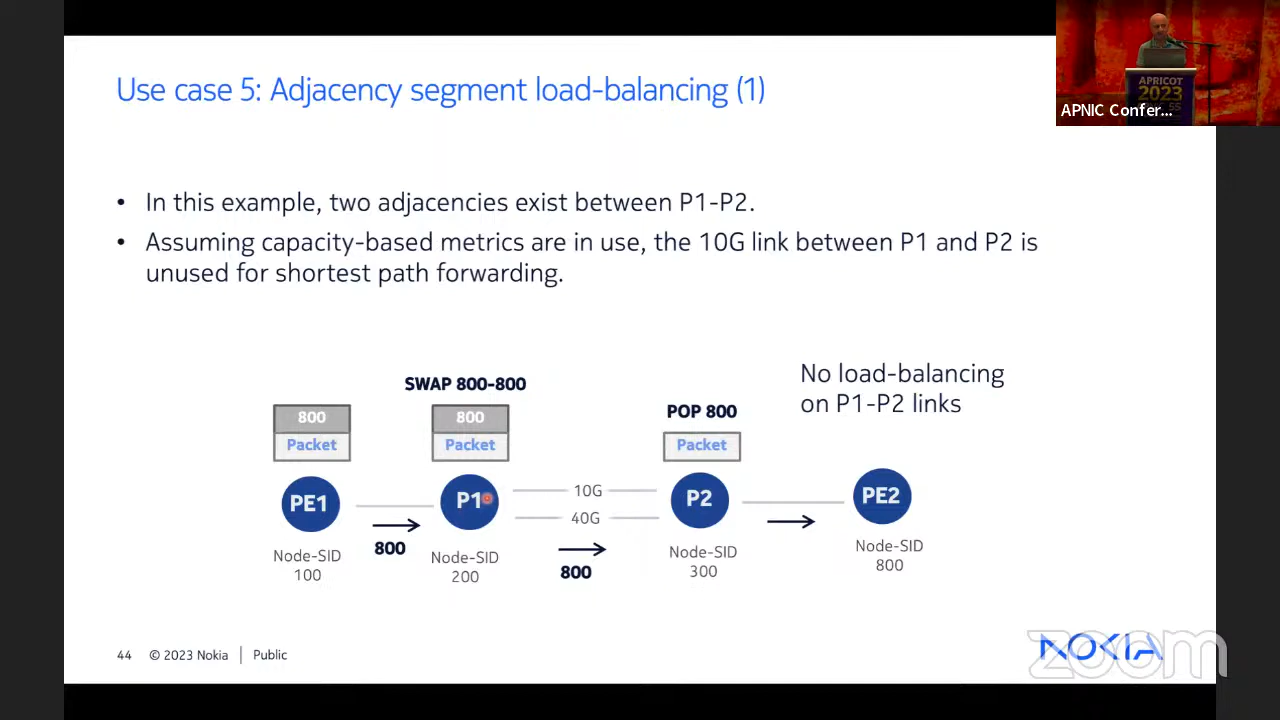 Use case 5: Adjacency segment load-balancing (1)
APRICOT
2023
APNIC Confer...
• In this example, two adjacencies exist between P1-P2.
• Assuming capacity-based metrics are in use, the 10G link between P1 and P2 is
unused for shortest path forwarding.
No load-balancing
on P1-P2 links
SWAP 800-800
POP 800
800
Packet
800
Packet
Packet
PE1
P1
10G
40G
P2
PE2
800
800
Node-SID
100
Node-SID
200
Node-SID
300
Node-SID
800
44 © 2023 Nokia | Public
NOKIA
zoom